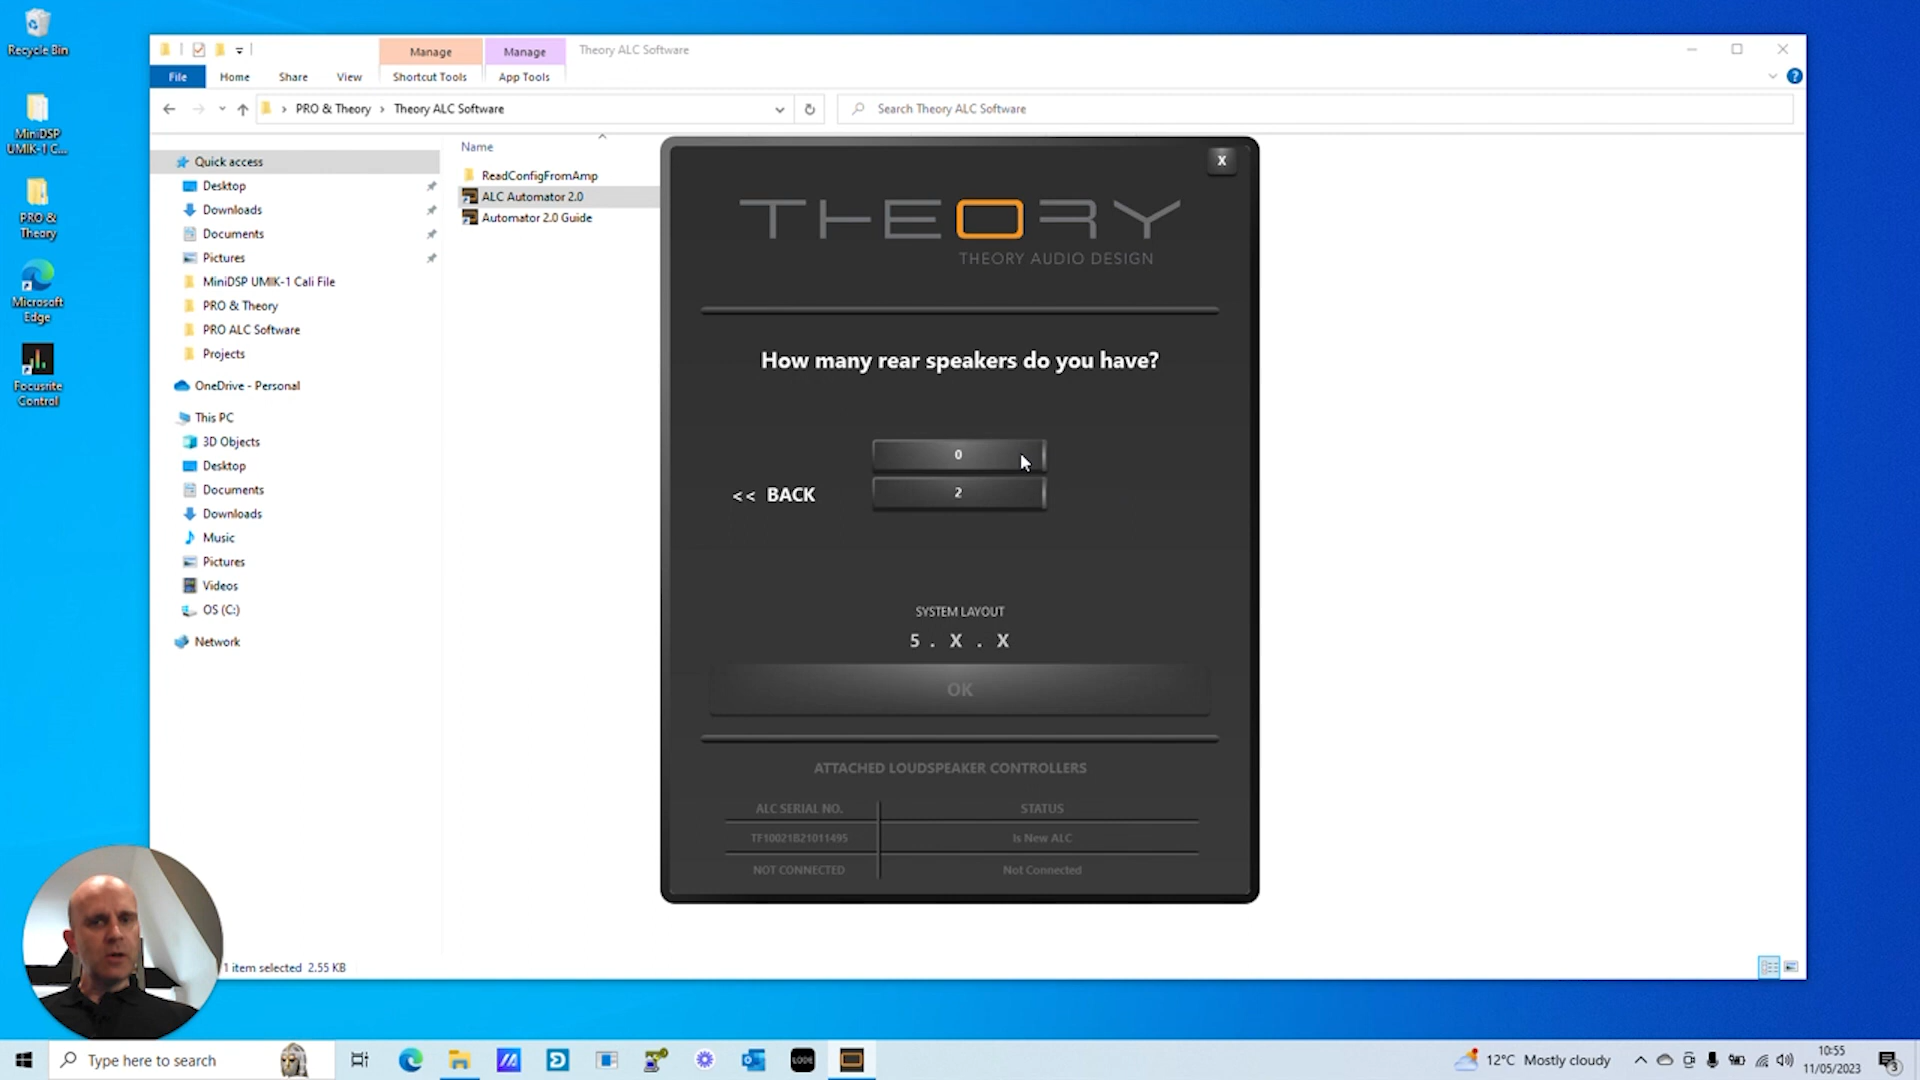 Recycle Bin
MiniDSP
UMIK-1 C...
PRO &
Theory
Microsoft
Edge
Focusrite
Control
Manage
Manage
Theory ALC Software
File
Home
Share
View
Shortcut Tools
App Tools
PRO & Theory
Theory ALC Software
Search Theory ALC Software
Quick access
Desktop
Downloads
Documents
Pictures
MiniDSP UMIK-1 Cali File
PRO & Theory
PRO ALC Software
Projects
OneDrive - Personal
This PC
3D Objects
Desktop
Documents
Downloads
Music
Pictures
Videos
OS (C:)
Network
Name
ReadConfigFromAmp
ALC Automator 2.0
Automator 2.0 Guide
X
THEORY
THEORY AUDIO DESIGN
How many rear speakers do you have?
0
<< BACK
2
SYSTEM LAYOUT
5 . X . X
OK
ATTACHED LOUDSPEAKER CONTROLLERS
ALC SERIAL NO.
STATUS
TF10021B21011495
Is New ALC
NOT CONNECTED
Not Connected
1 item selected 2.55 KB
Type here to search
12°C Mostly cloudy
10:55
11/05/2023
3